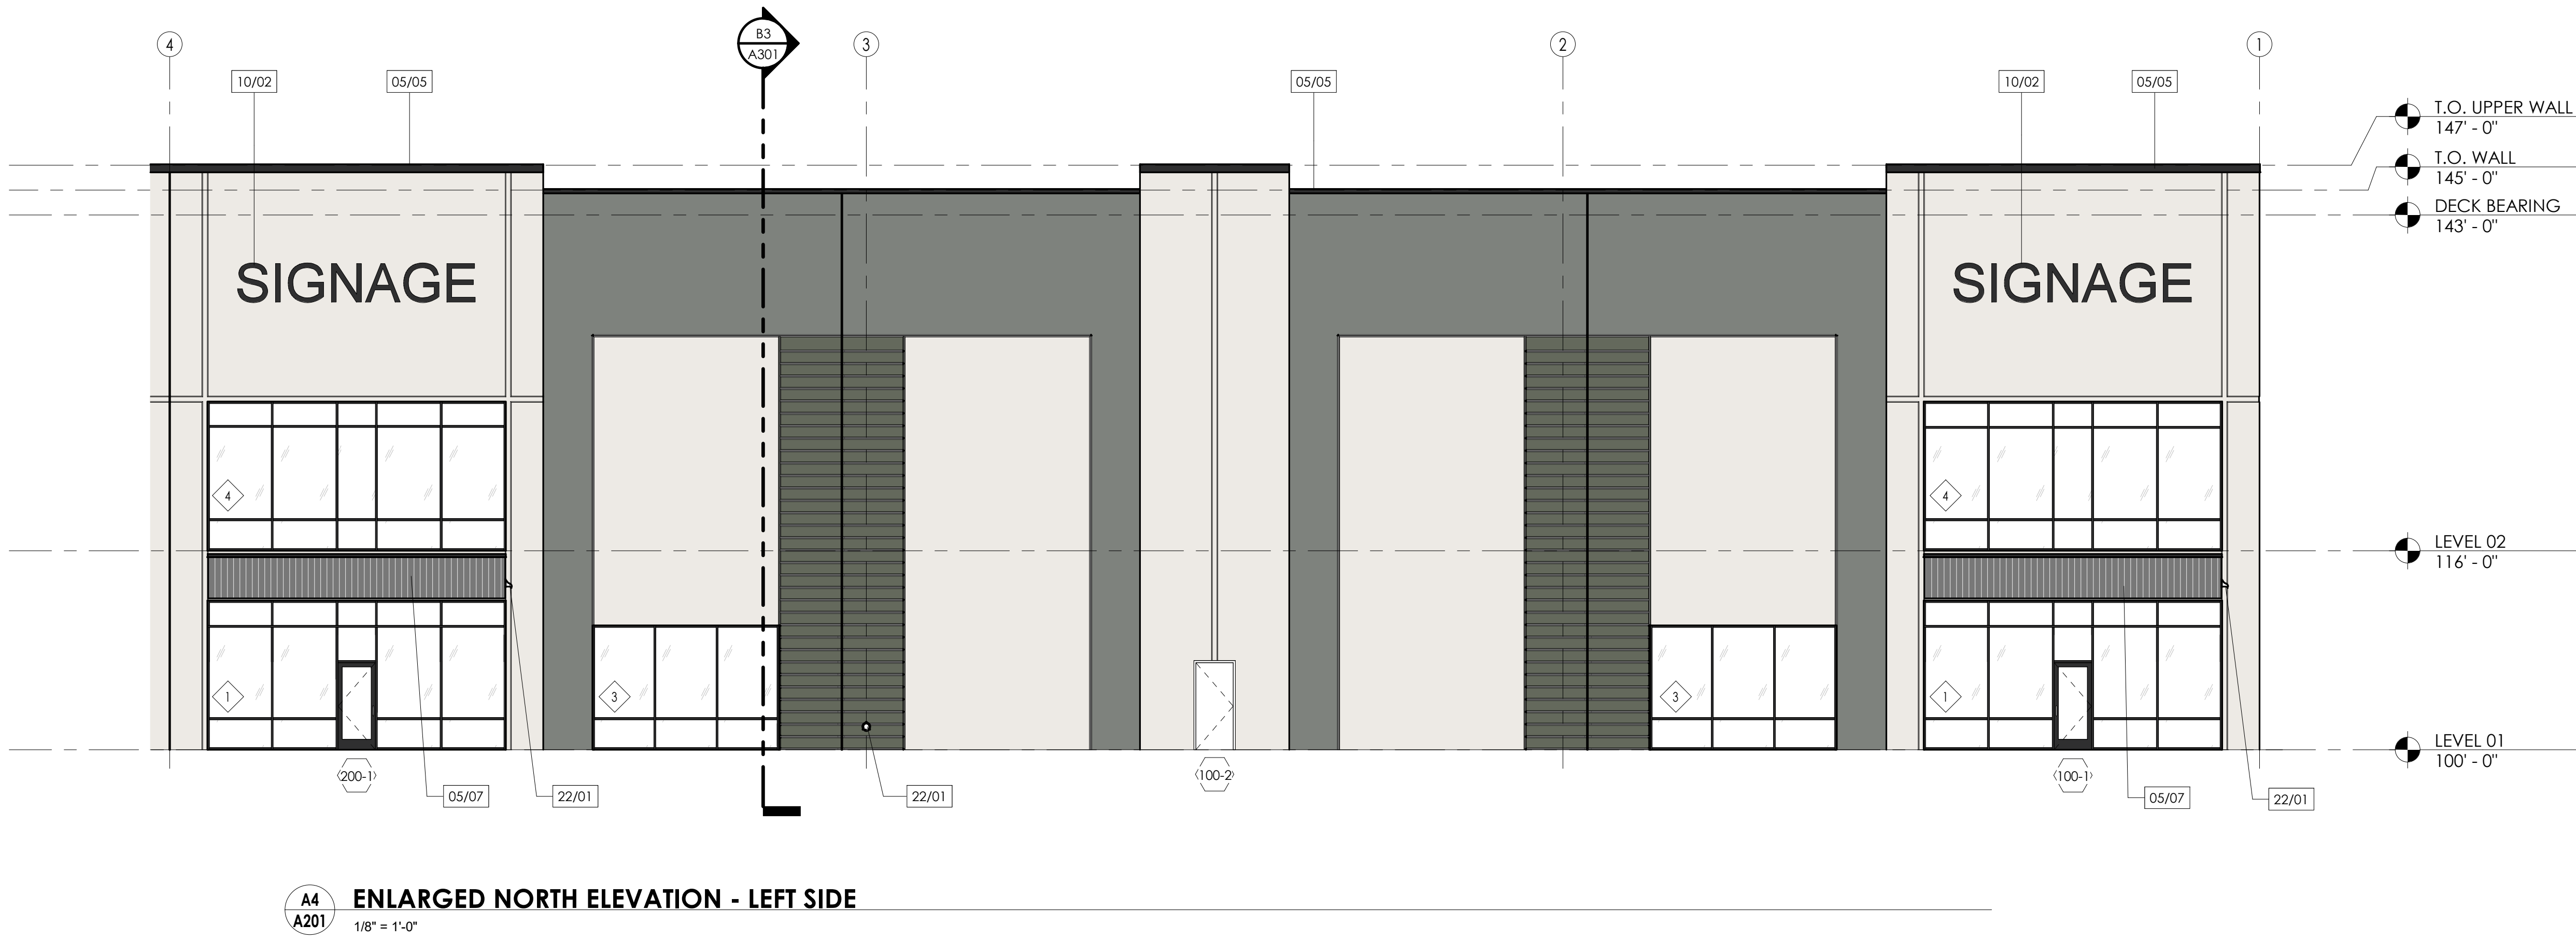 4
B3
A301
3
2
1
10/02
05/05
05/05
10/02
05/05
T.O. UPPER WALL
147' - 0"
T.O. WALL
145' - 0"
DECK BEARING
143' - 0"
SIGNAGE
SIGNAGE
4
4
LEVEL 02
116' - 0"
1
3
3
1
LEVEL 01
100' - 0"
200-1
100-2
100-1
05/07
22/01
22/01
05/07
22/01
A4
A201
ENLARGED NORTH ELEVATION - LEFT SIDE
1/8" = 1'-0"